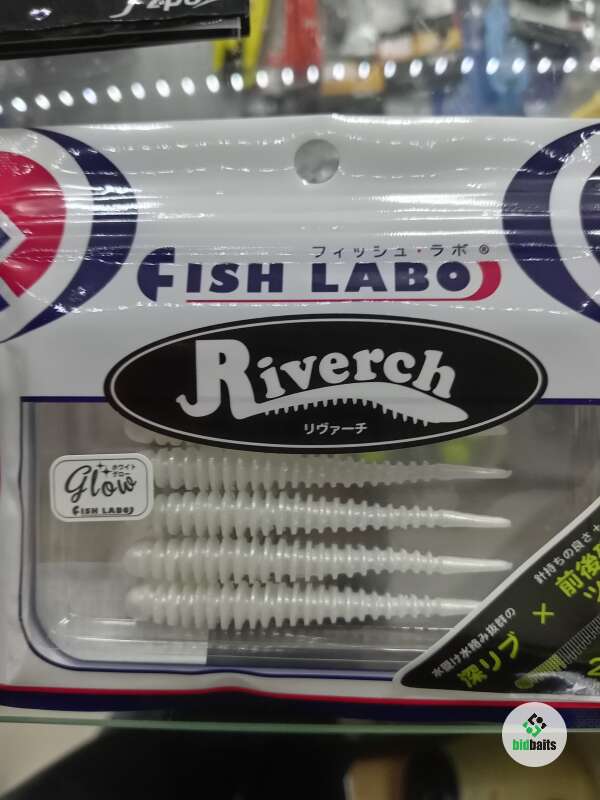 フィッシュ・ラボ®
FISH LABO
Riverch
リヴァーチ
ホワイト
グロー
Glow
FISH LABO
針持ちの良さ+
水避け水絡み抜群の
深リブ × 前後
bidbaits